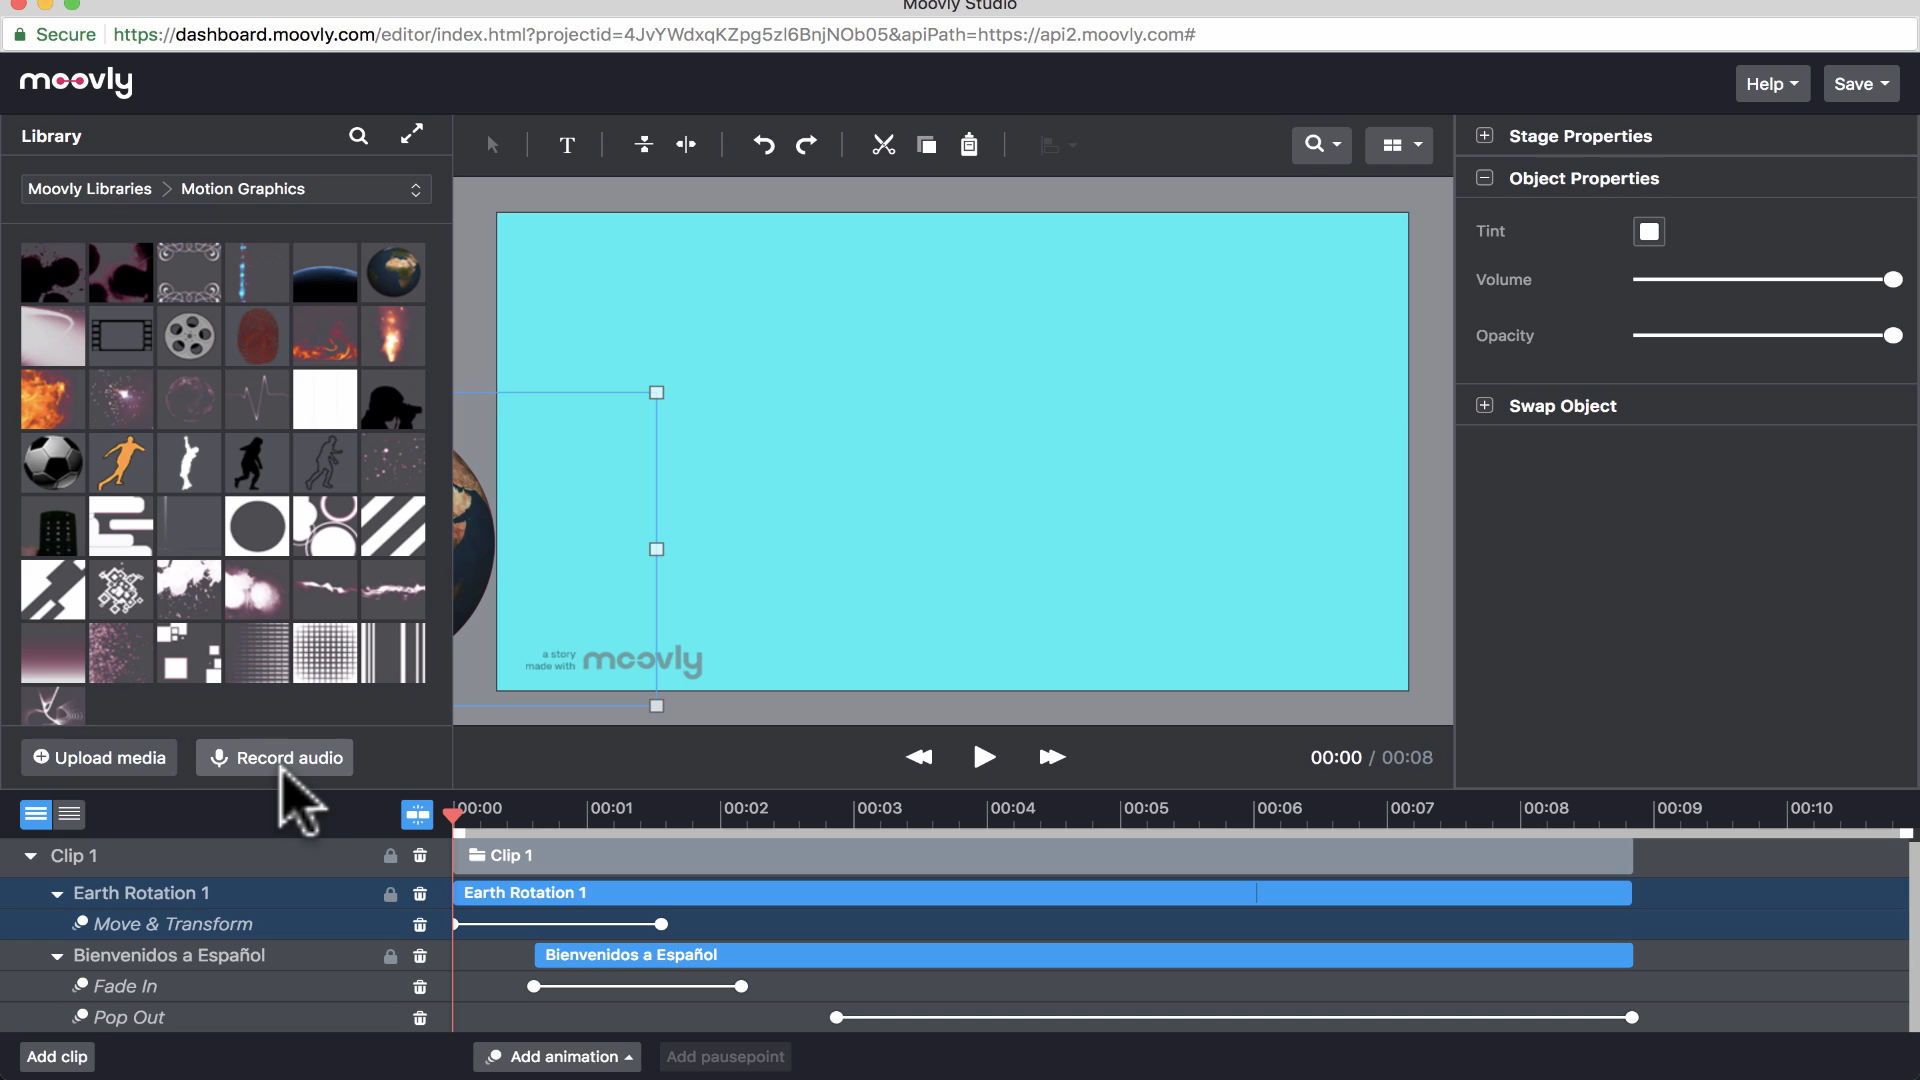 Moovly Studio
Secure https://dashboard.moovly.com/editor/index.html?projectid=4JvYWdxqKZpg5zl6BnjNOb05&apiPath=https://api2.moovly.com#
moovly
Help
Save
Library
T
Stage Properties
Moovly Libraries > Motion Graphics
Object Properties
Tint
Volume
Opacity
Swap Object
a story
made with moovly
Upload media
Record audio
00:00 / 00:08
00:00 00:01 00:02 00:03 00:04 00:05 00:06 00:07 00:08 00:09 00:10
Clip 1
Clip 1
Earth Rotation 1
Earth Rotation 1
Move & Transform
Bienvenidos a Español
Bienvenidos a Español
Fade In
Pop Out
Add clip
Add animation
Add pausepoint